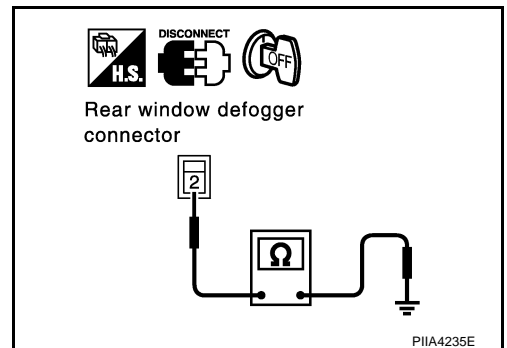 DISCONNECT
H.S.
OFF
Rear window defogger
connector
2
Ω
PIIA4235E